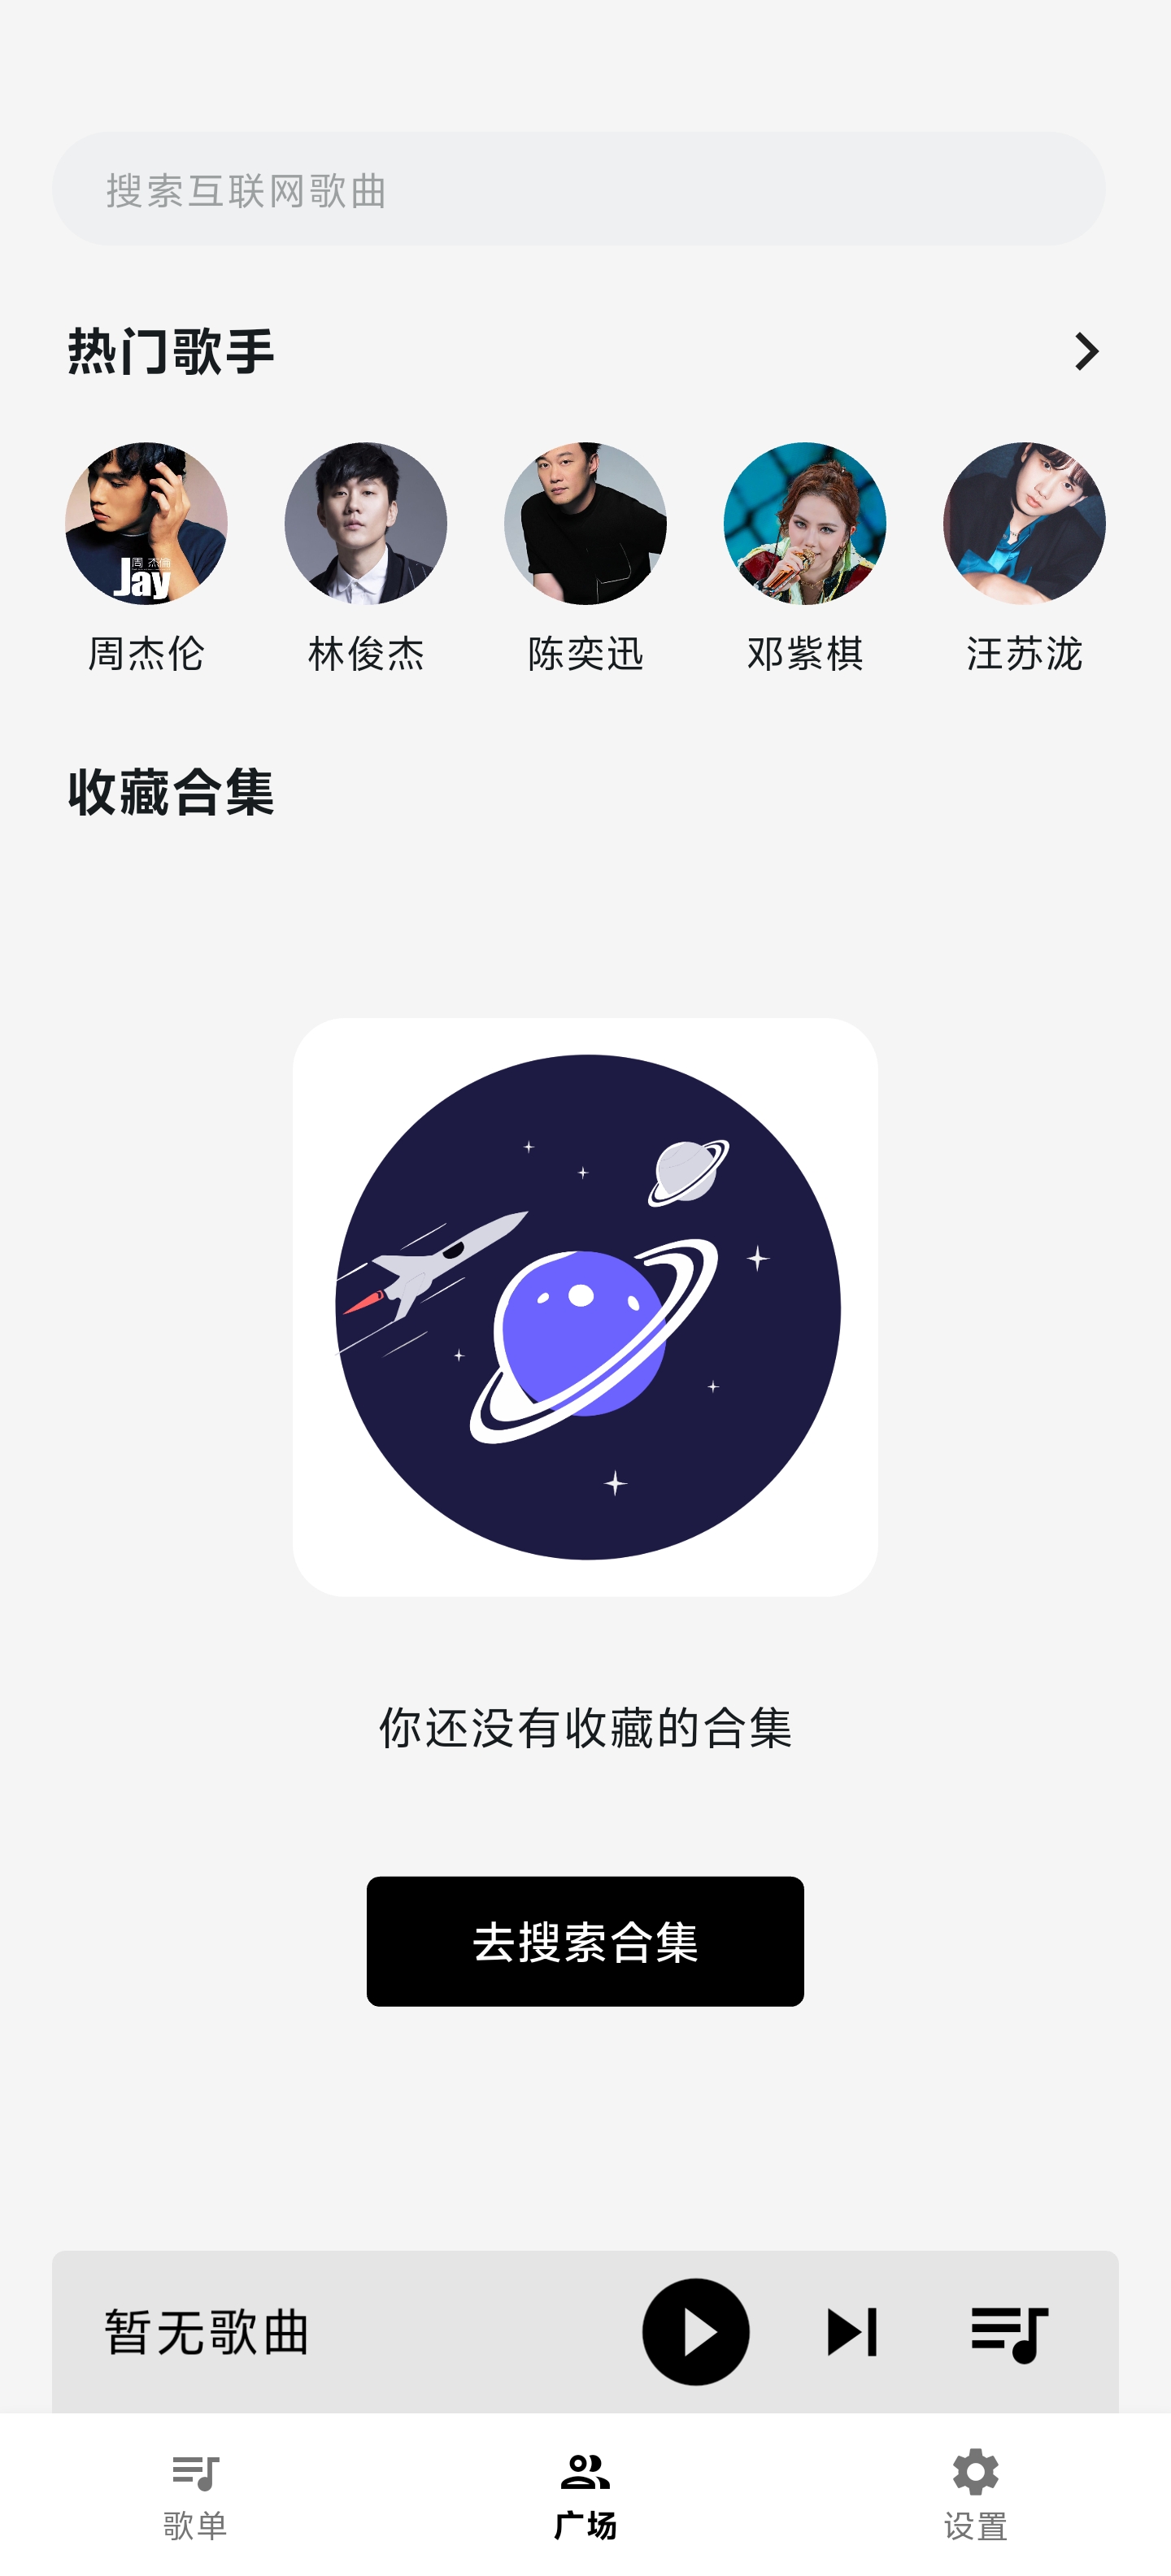 搜索互联网歌曲
热门歌手
周 杰倫
Jay
周杰伦
林俊杰
陈奕迅
邓紫棋
汪苏泷
收藏合集
你还没有收藏的合集
去搜索合集
暂无歌曲
歌单
广场
设置